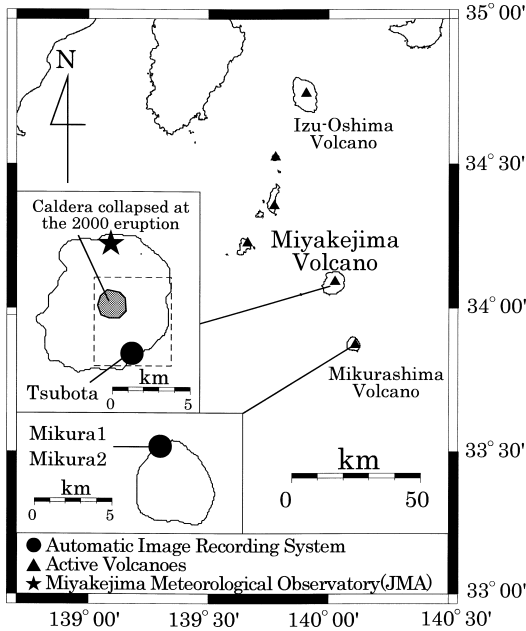 35° 00'
N
Izu-Oshima
Volcano
34° 30'
Caldera collapsed at
the 2000 eruption
Miyakejima
Volcano
34° 00'
Tsubota
km
0 5
Mikurashima
Volcano
Mikura1
Mikura2
km
0 5
33° 30'
km
0 50
Automatic Image Recording System
Active Volcanoes
Miyakejima Meteorological Observatory(JMA)
33° 00'
139° 00' 139° 30' 140° 00' 140° 30'